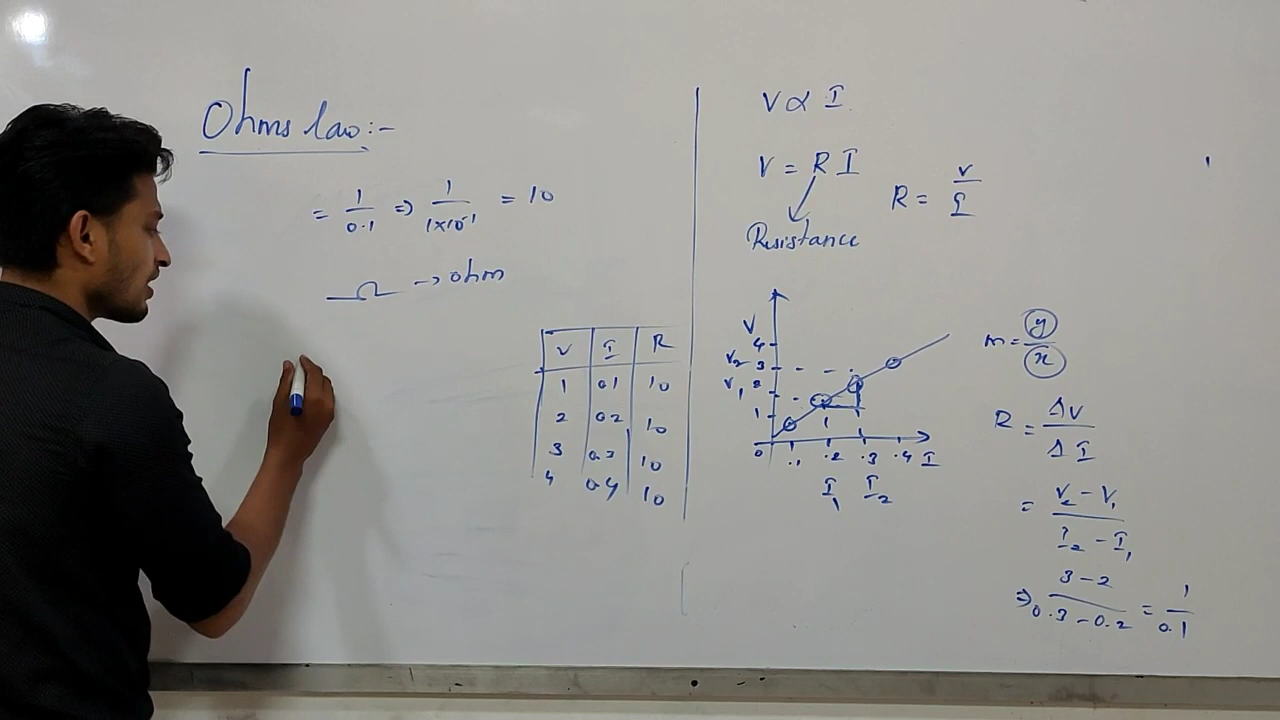 Ohms law:-
= 1/0.1 => 1/1×10⁻¹ = 10
Ω → ohm
V I R
1 0.1 10
2 0.2 10
3 0.3 10
4 0.4 10
V ∝ I
V = R I
R = V/I
Resistance
V
4
V₂ 3
V₁ 2
1
0 .1 .2 .3 .4 I
I₁ I₂
m = y/x
R = ΔV/ΔI
= V₂ - V₁/I₂ - I₁
=> 3 - 2/0.3 - 0.2 = 1/0.1